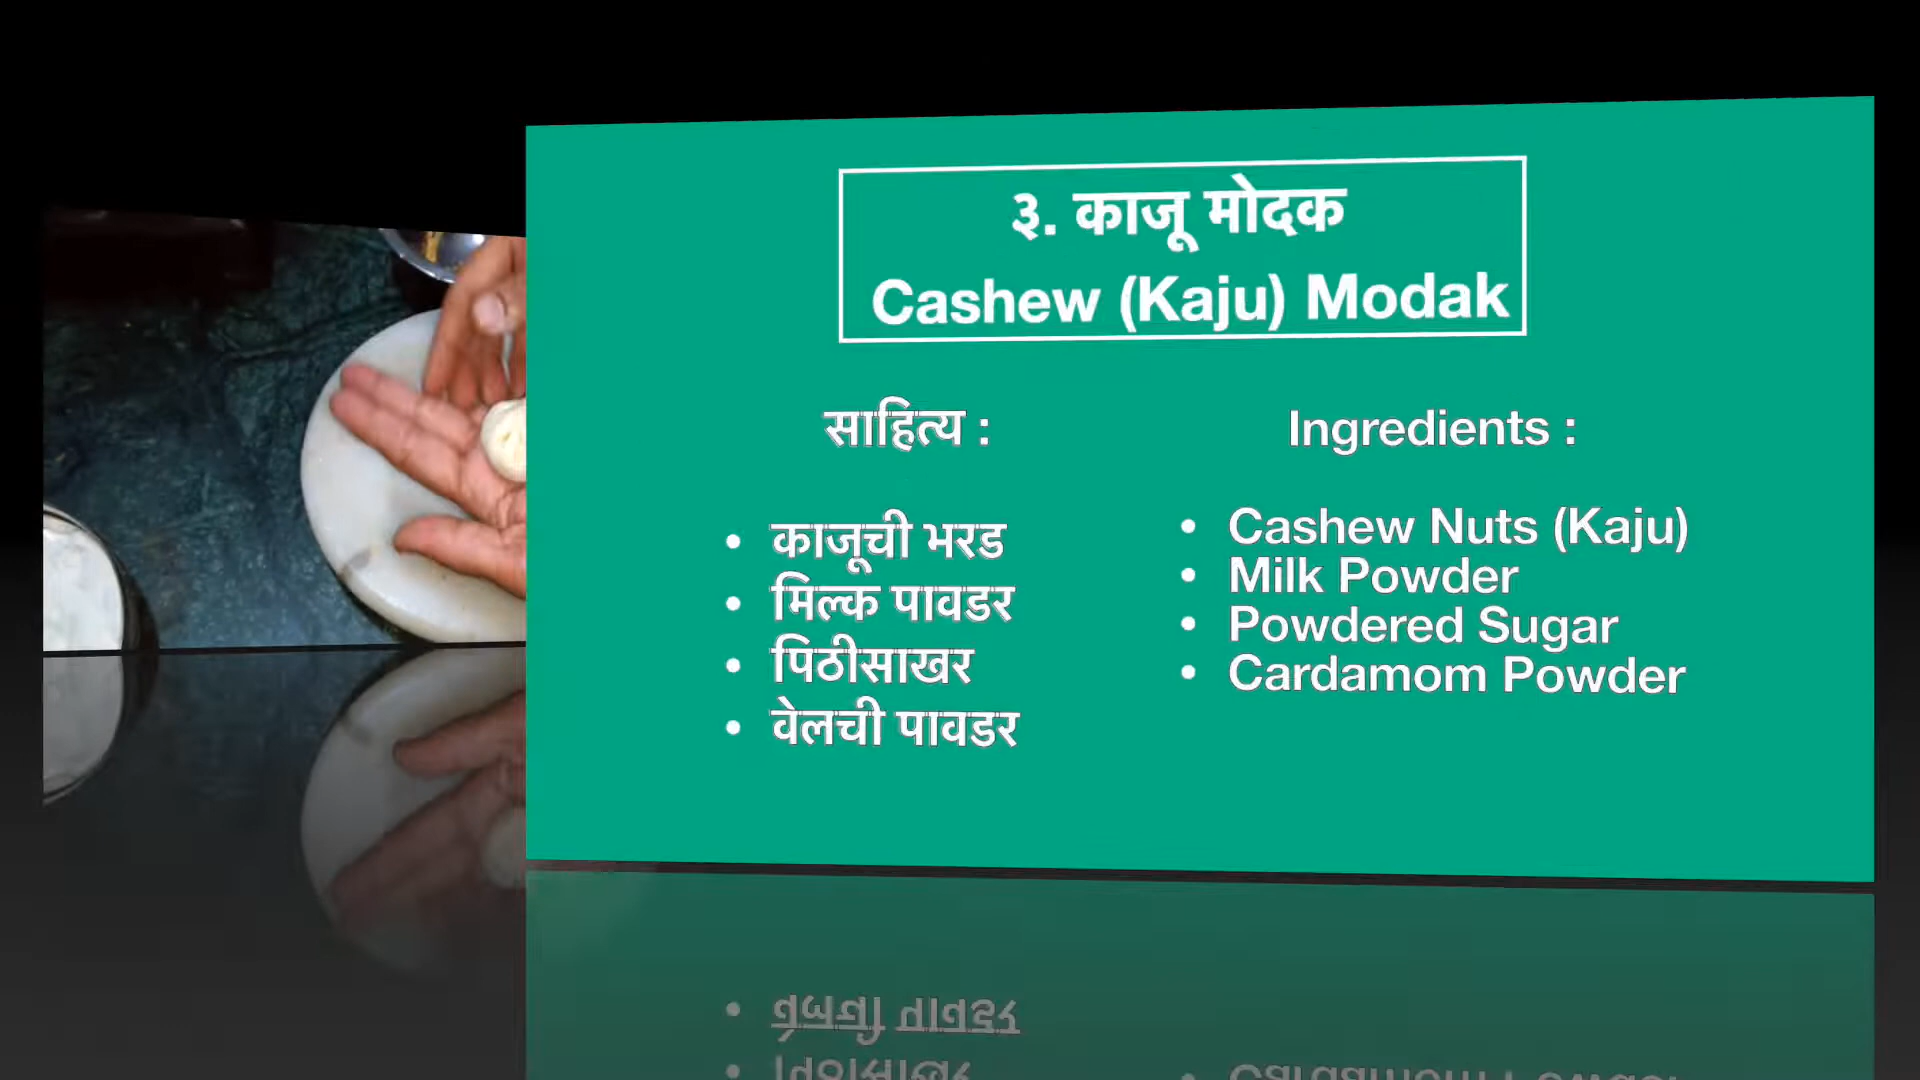 ३. काजू मोदक
Cashew (Kaju) Modak
साहित्य :
काजूची भरड
मिल्क पावडर
पिठीसाखर
वेलची पावडर
Ingredients :
Cashew Nuts (Kaju)
Milk Powder
Powdered Sugar
Cardamom Powder